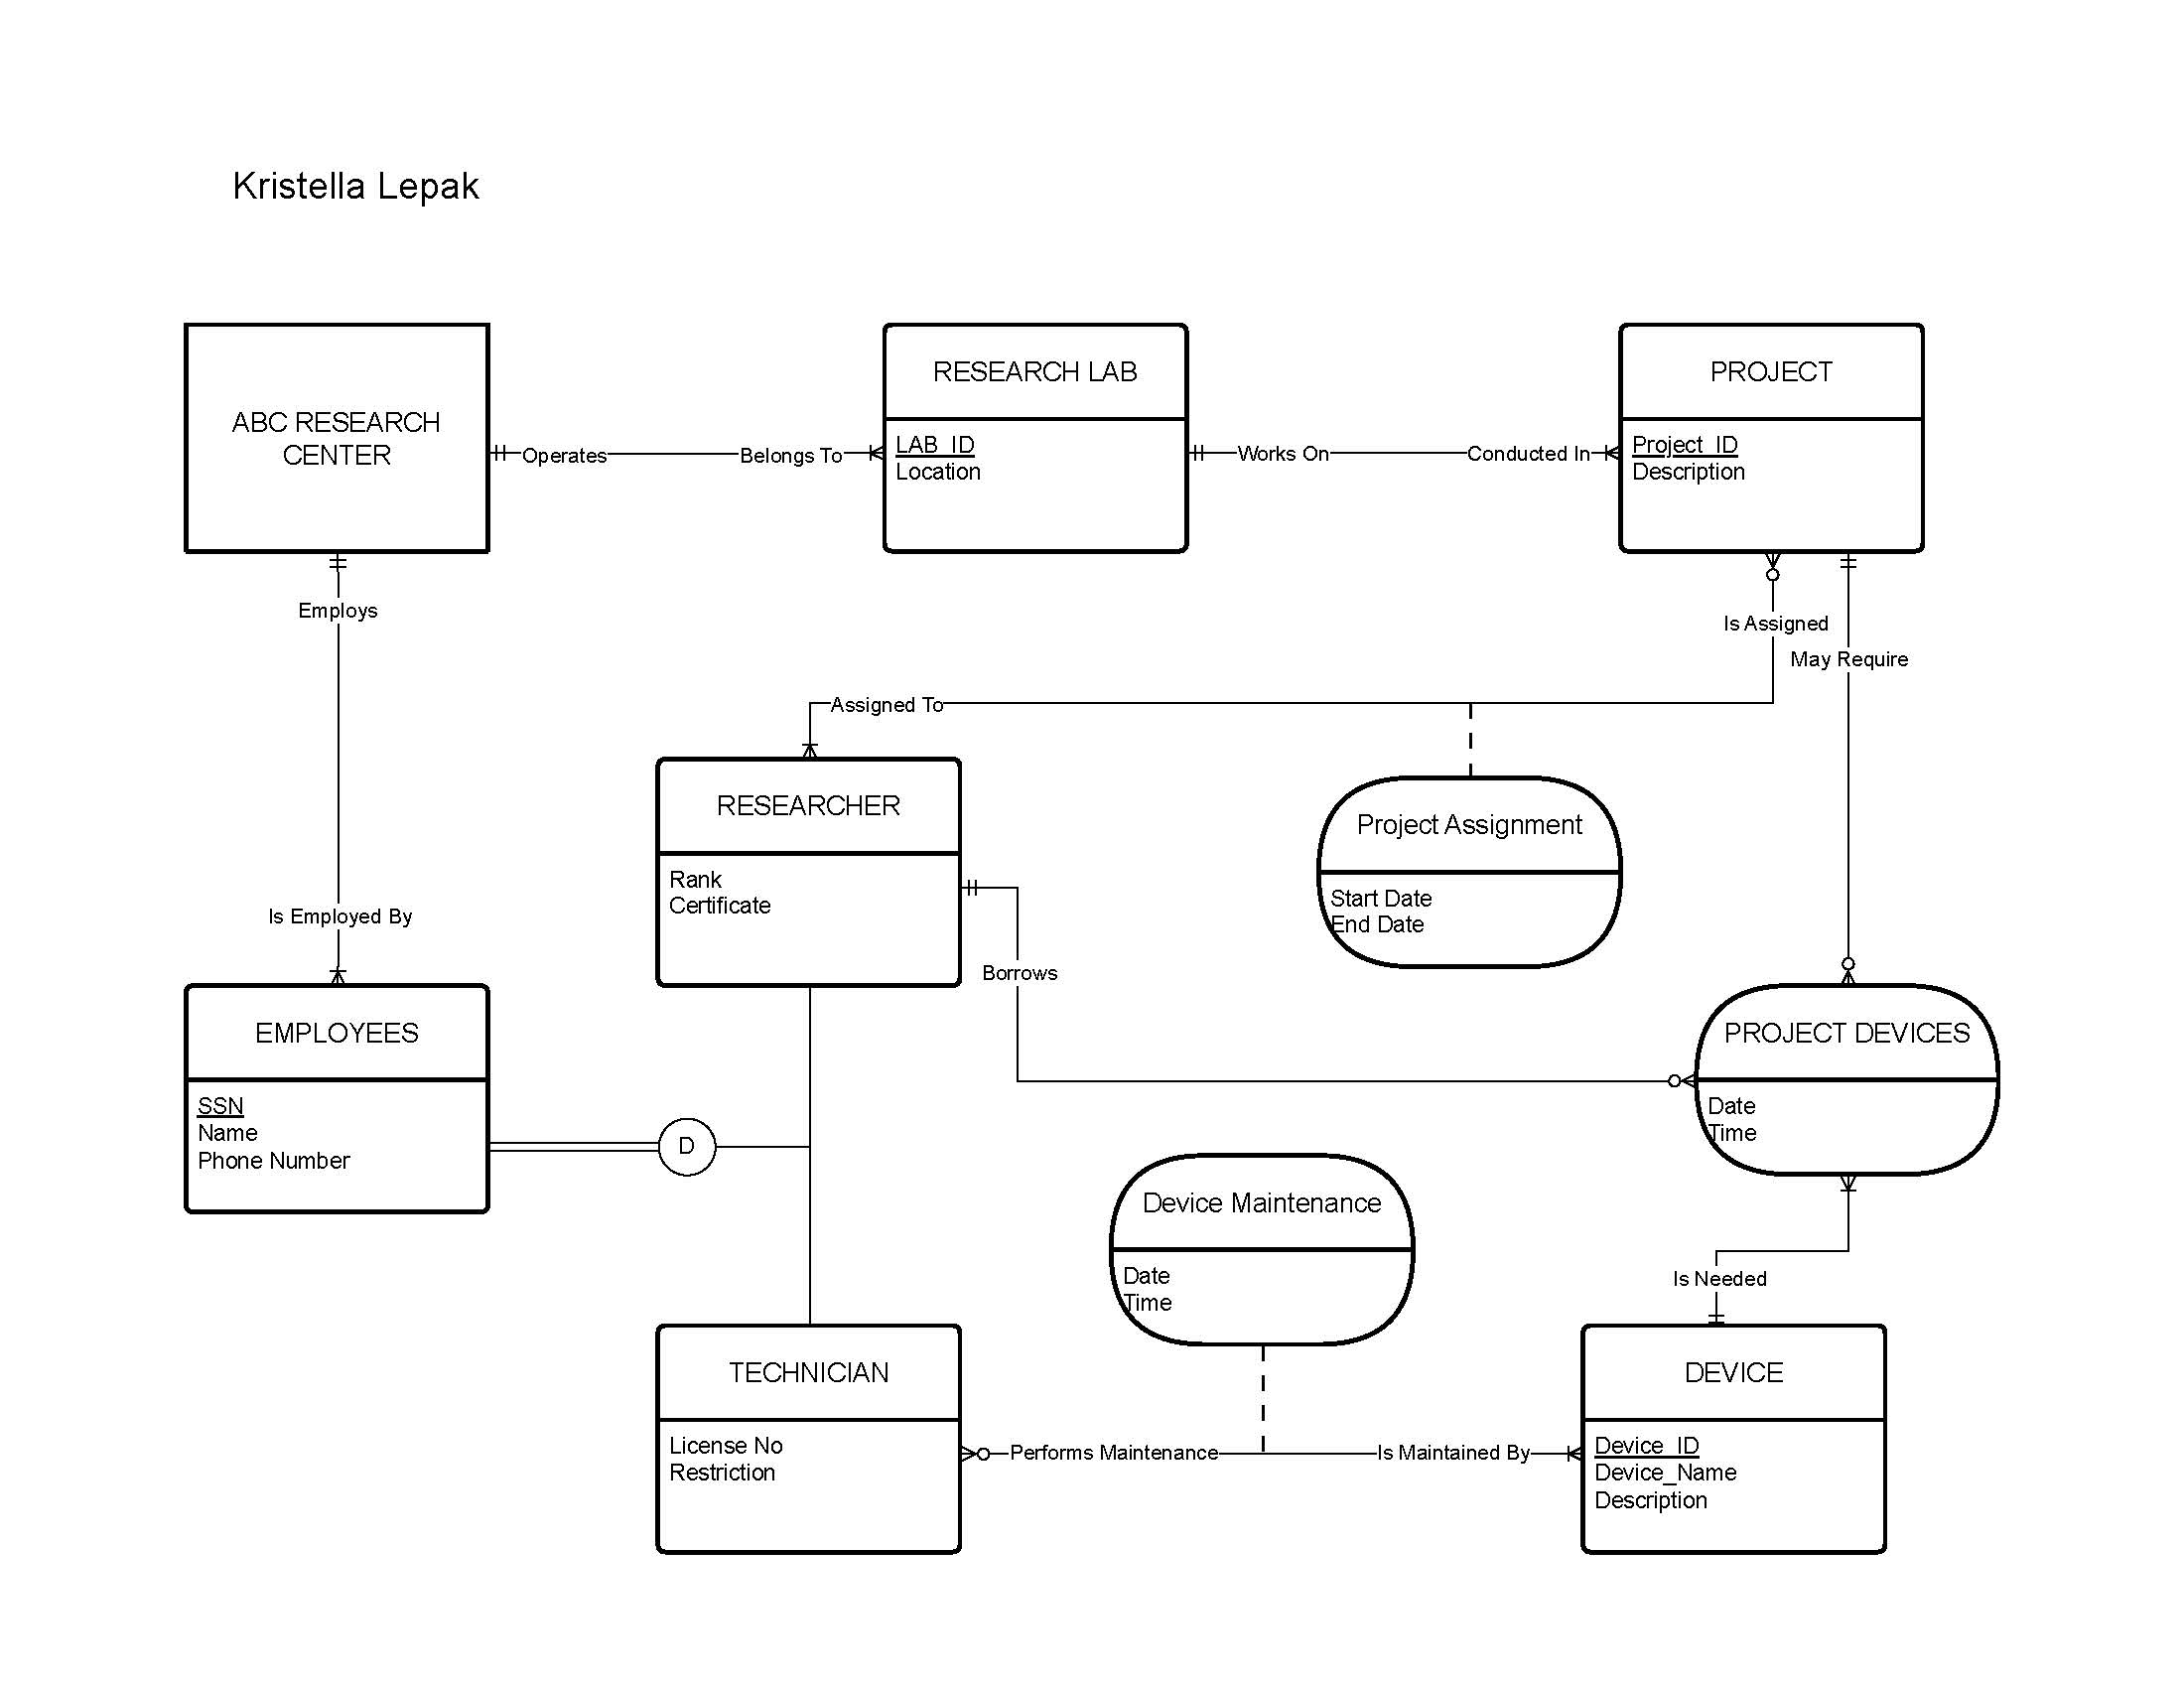 Kristella Lepak
ABC RESEARCH
CENTER
Operates
Belongs To
RESEARCH LAB
LAB_ID
Location
Works On
Conducted In
PROJECT
Project_ID
Description
Employs
Is Assigned
May Require
Assigned To
RESEARCHER
Rank
Certificate
Project Assignment
Start Date
End Date
Is Employed By
Borrows
EMPLOYEES
SSN
Name
Phone Number
D
PROJECT DEVICES
Date
Time
Device Maintenance
Date
Time
Is Needed
TECHNICIAN
License No
Restriction
Performs Maintenance
Is Maintained By
DEVICE
Device_ID
Device_Name
Description